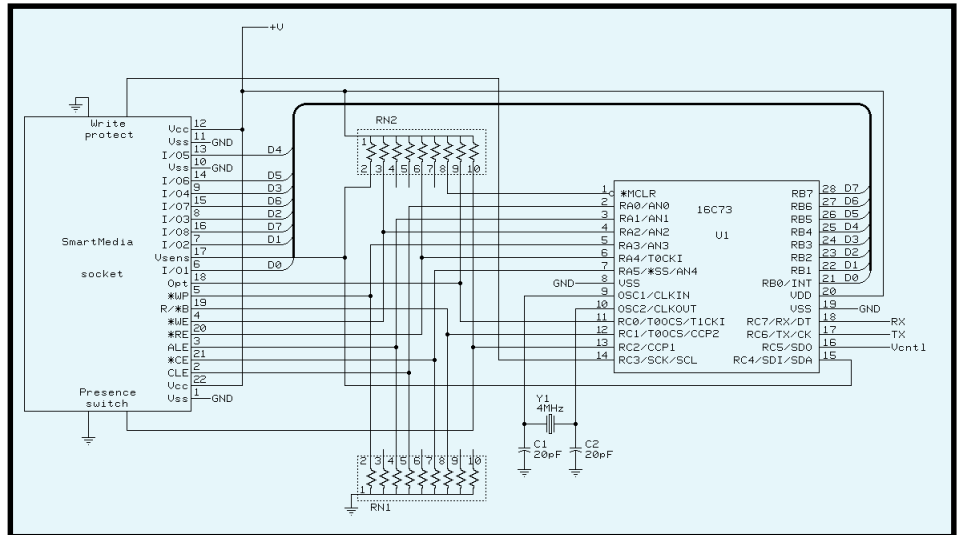 +V
Write
protect
Vcc 12
Vss 11 GND
I/O5 13 D4
Vss 10 GND
I/O6 14 D5
I/O4 9 D3
I/O7 15 D6
I/O3 8 D2
I/O8 16 D7
I/O2 7 D1
Vsens 17
I/O1 6 D0
Opt 18
*WP 5
R/*B 19
*WE 4
*RE 20
ALE 3
*CE 21
CLE 2
Vcc 22
Vss 1 GND
SmartMedia
socket
Presence
switch
RN2
1
2 3 4 5 6 7 8 9 10
16C73
U1
1 *MCLR
2 RA0/AN0
3 RA1/AN1
4 RA2/AN2
5 RA3/AN3
6 RA4/T0CKI
7 RA5/*SS/AN4
GND 8 VSS
9 OSC1/CLKIN
10 OSC2/CLKOUT
11 RC0/T0OCS/T1CKI
12 RC1/T0OCS/CCP2
13 RC2/CCP1
14 RC3/SCK/SCL
RB7 28 D7
RB6 27 D6
RB5 26 D5
RB4 25 D4
RB3 24 D3
RB2 23 D2
RB1 22 D1
RB0/INT 21 D0
VDD 20
VSS 19 GND
RC7/RX/DT 18 RX
RC6/TX/CK 17 TX
RC5/SDO 16 Vcntl
RC4/SDI/SDA 15
Y1
4MHz
C1
20pF
C2
20pF
2 3 4 5 6 7 8 9 10
1
RN1